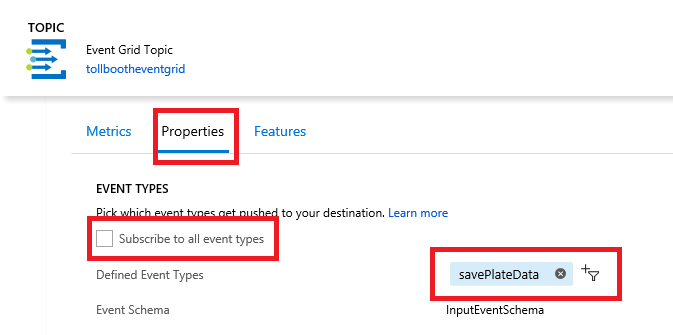 TOPIC
Event Grid Topic
tollbootheventgrid
Metrics Properties Features
EVENT TYPES
Pick which event types get pushed to your destination. Learn more
Subscribe to all event types
Defined Event Types savePlateData
Event Schema InputEventSchema